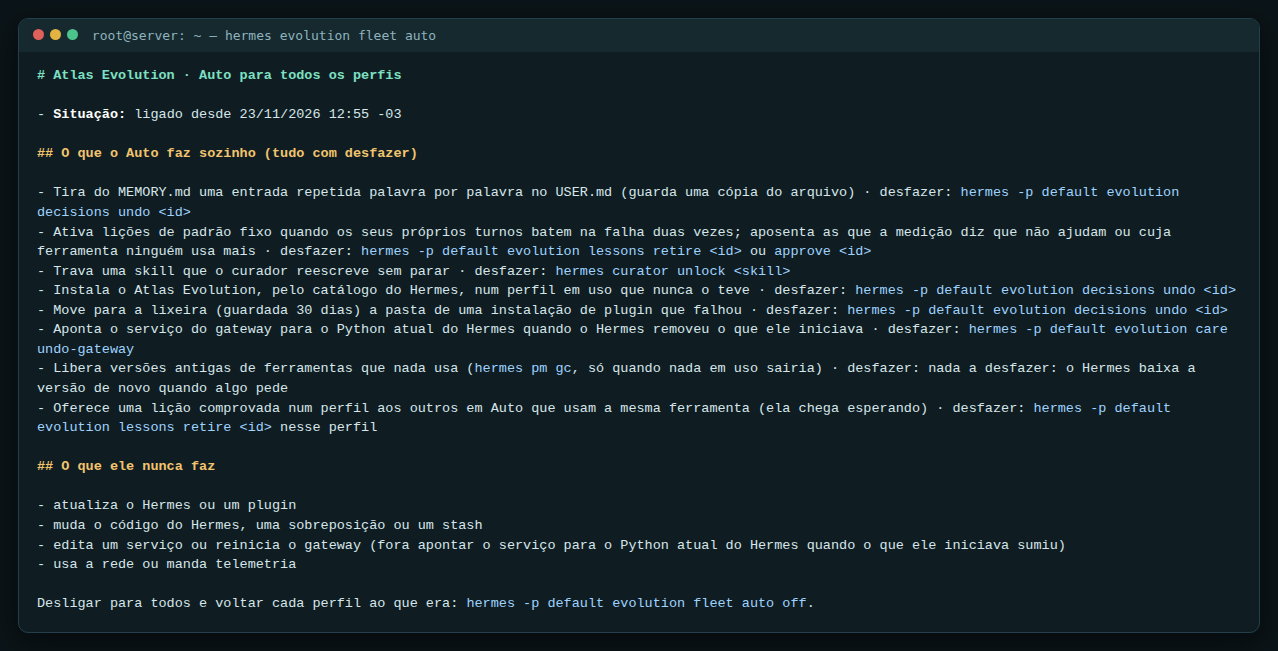 root@server: ~ — hermes evolution fleet auto
# Atlas Evolution · Auto para todos os perfis
- Situação: ligado desde 23/11/2026 12:55 -03
## O que o Auto faz sozinho (tudo com desfazer)
- Tira do MEMORY.md uma entrada repetida palavra por palavra no USER.md (guarda uma cópia do arquivo) · desfazer: hermes -p default evolution
decisions undo <id>
- Ativa lições de padrão fixo quando os seus próprios turnos batem na falha duas vezes; aposenta as que a medição diz que não ajudam ou cuja
ferramenta ninguém usa mais · desfazer: hermes -p default evolution lessons retire <id> ou approve <id>
- Trava uma skill que o curador reescreve sem parar · desfazer: hermes curator unlock <skill>
- Instala o Atlas Evolution, pelo catálogo do Hermes, num perfil em uso que nunca o teve · desfazer: hermes -p default evolution decisions undo <id>
- Move para a lixeira (guardada 30 dias) a pasta de uma instalação de plugin que falhou · desfazer: hermes -p default evolution decisions undo <id>
- Aponta o serviço do gateway para o Python atual do Hermes quando o Hermes removeu o que ele iniciava · desfazer: hermes -p default evolution care
undo-gateway
- Libera versões antigas de ferramentas que nada usa (hermes pm gc, só quando nada em uso sairia) · desfazer: nada a desfazer: o Hermes baixa a
versão de novo quando algo pede
- Oferece uma lição comprovada num perfil aos outros em Auto que usam a mesma ferramenta (ela chega esperando) · desfazer: hermes -p default
evolution lessons retire <id> nesse perfil
## O que ele nunca faz
- atualiza o Hermes ou um plugin
- muda o código do Hermes, uma sobreposição ou um stash
- edita um serviço ou reinicia o gateway (fora apontar o serviço para o Python atual do Hermes quando o que ele iniciava sumiu)
- usa a rede ou manda telemetria
Desligar para todos e voltar cada perfil ao que era: hermes -p default evolution fleet auto off.